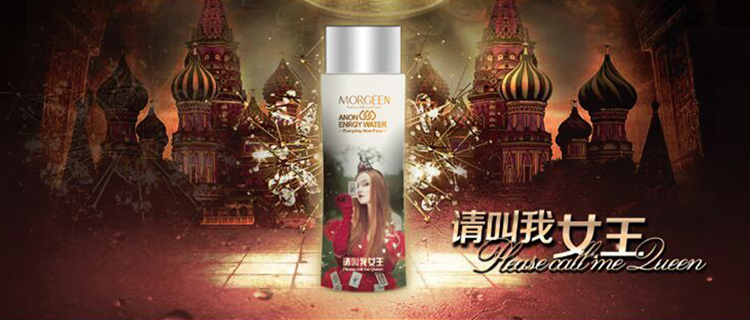 MORGEEN
ANON
ENRGY WATER
请叫我女王
Please call me Queen
请叫我女王
Please call me Queen